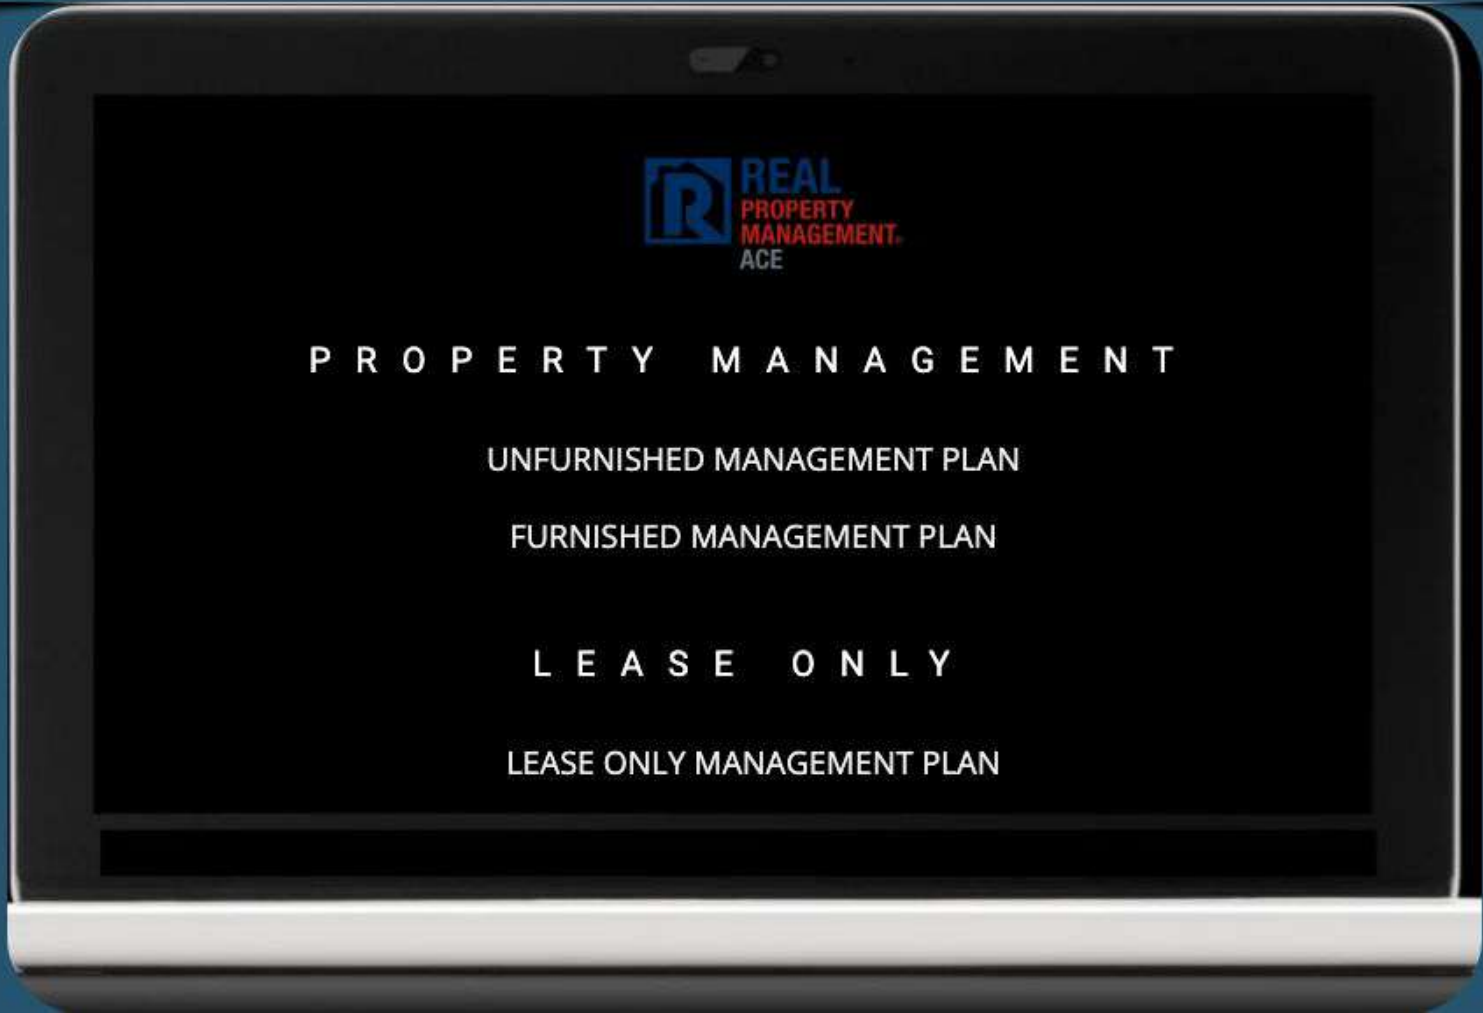 REAL
PROPERTY
MANAGEMENT®
ACE
PROPERTY MANAGEMENT
UNFURNISHED MANAGEMENT PLAN
FURNISHED MANAGEMENT PLAN
LEASE ONLY
LEASE ONLY MANAGEMENT PLAN